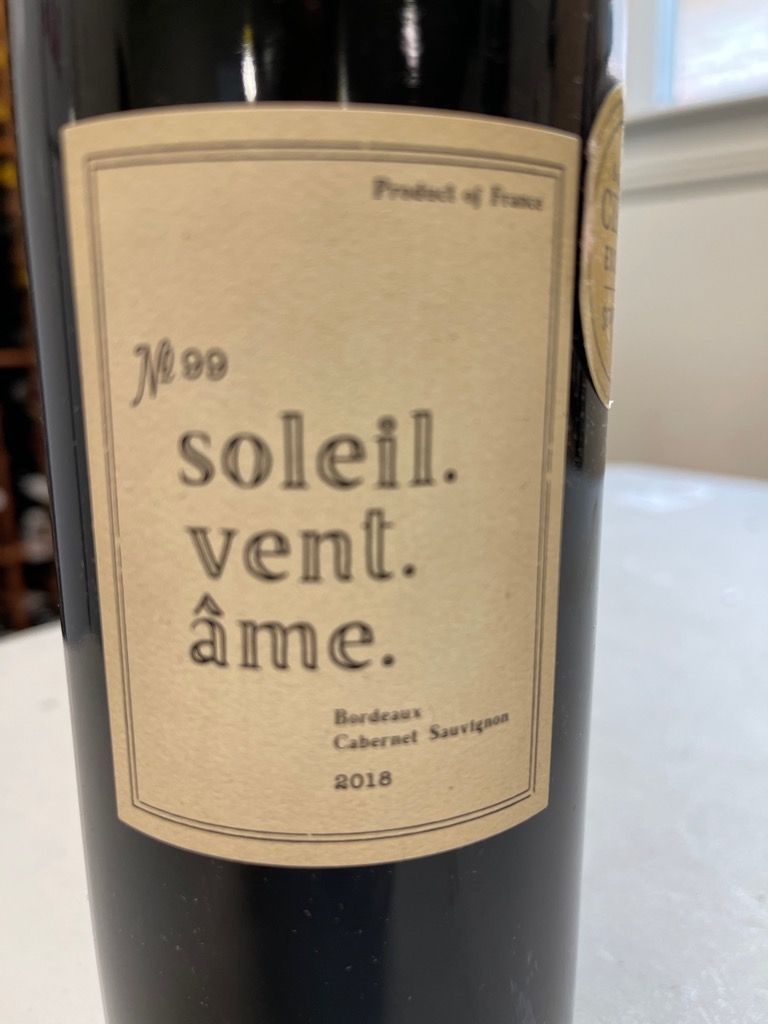 Product of France
№ 99
soleil.
vent.
âme.
Bordeaux
Cabernet Sauvignon
2018